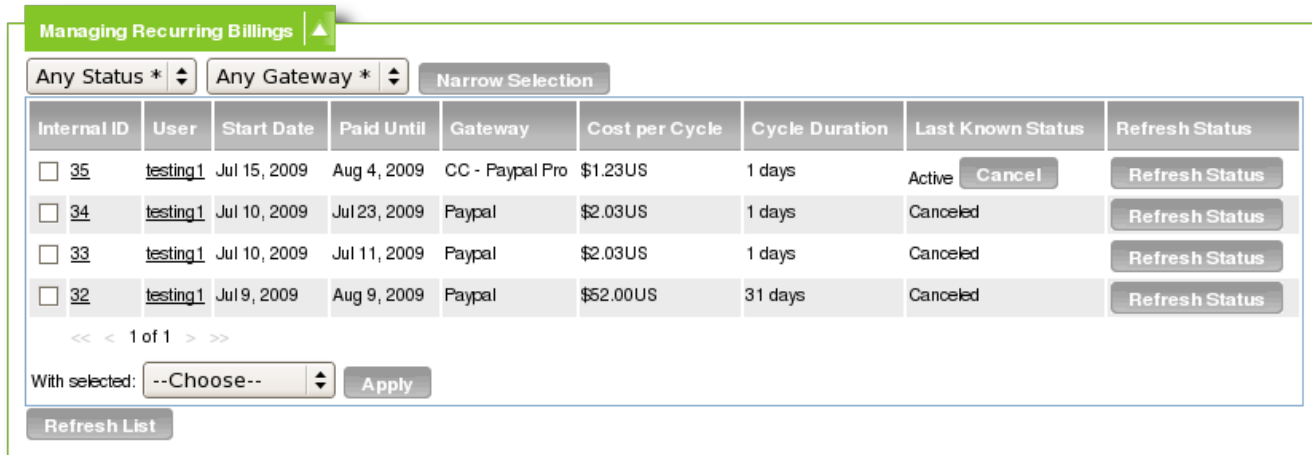 Managing Recurring Billings
Any Status * Any Gateway * Narrow Selection
Internal ID User Start Date Paid Until Gateway Cost per Cycle Cycle Duration Last Known Status Refresh Status
35 testing1 Jul 15, 2009 Aug 4, 2009 CC - Paypal Pro $1.23US 1 days Active Cancel Refresh Status
34 testing1 Jul 10, 2009 Jul 23, 2009 Paypal $2.03US 1 days Canceled Refresh Status
33 testing1 Jul 10, 2009 Jul 11, 2009 Paypal $2.03US 1 days Canceled Refresh Status
32 testing1 Jul 9, 2009 Aug 9, 2009 Paypal $52.00US 31 days Canceled Refresh Status
<< < 1 of 1 > >>
With selected: --Choose-- Apply
Refresh List